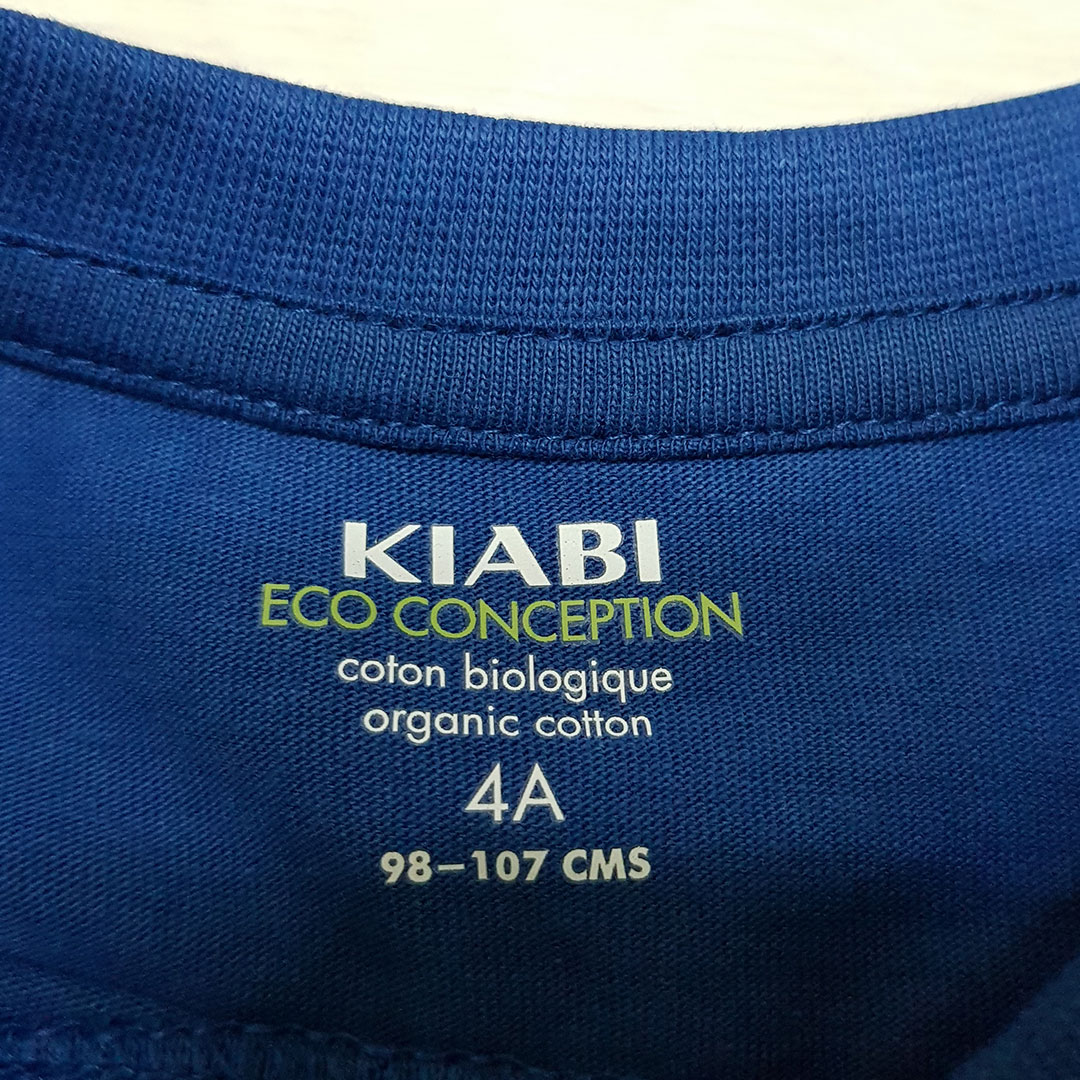 KIABI
ECO CONCEPTION
coton biologique
organic cotton
4A
98-107 CMS